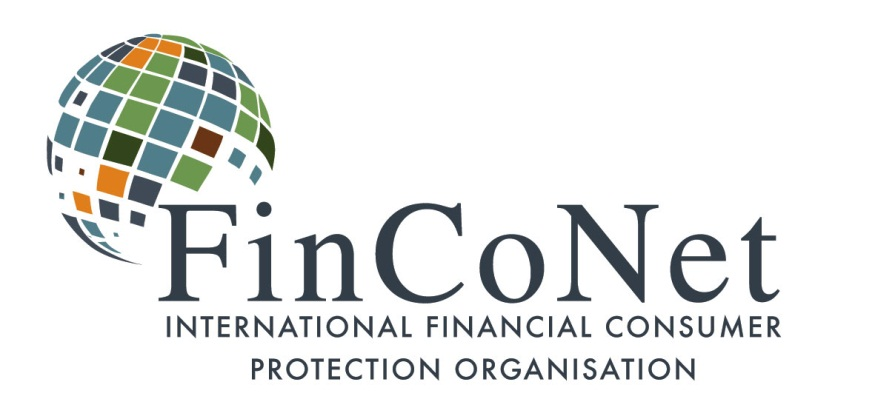 FinCoNet
INTERNATIONAL FINANCIAL CONSUMER
PROTECTION ORGANISATION